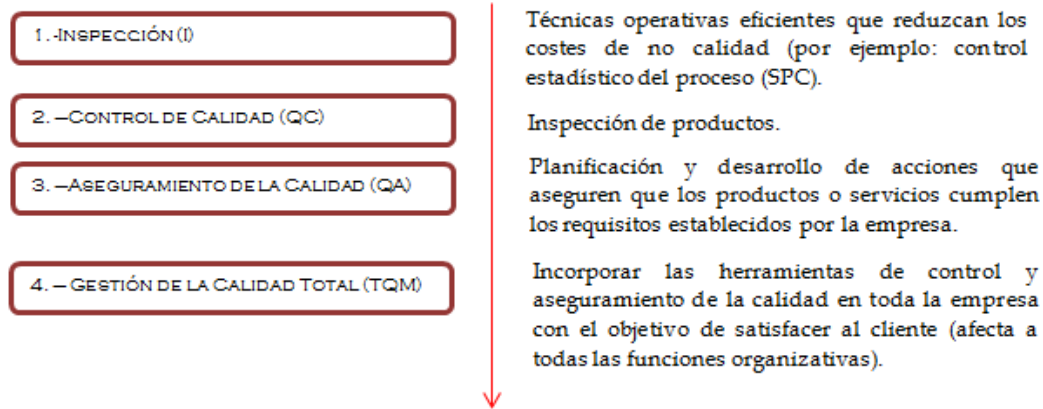 1.-Inspección (I)
Técnicas operativas eficientes que reduzcan los
costes de no calidad (por ejemplo: control
estadístico del proceso (SPC).
2. –Control de Calidad (QC)
Inspección de productos.
3. –Aseguramiento de la Calidad (QA)
Planificación y desarrollo de acciones que
aseguren que los productos o servicios cumplen
los requisitos establecidos por la empresa.
4. – Gestión de la Calidad Total (TQM)
Incorporar las herramientas de control y
aseguramiento de la calidad en toda la empresa
con el objetivo de satisfacer al cliente (afecta a
todas las funciones organizativas).